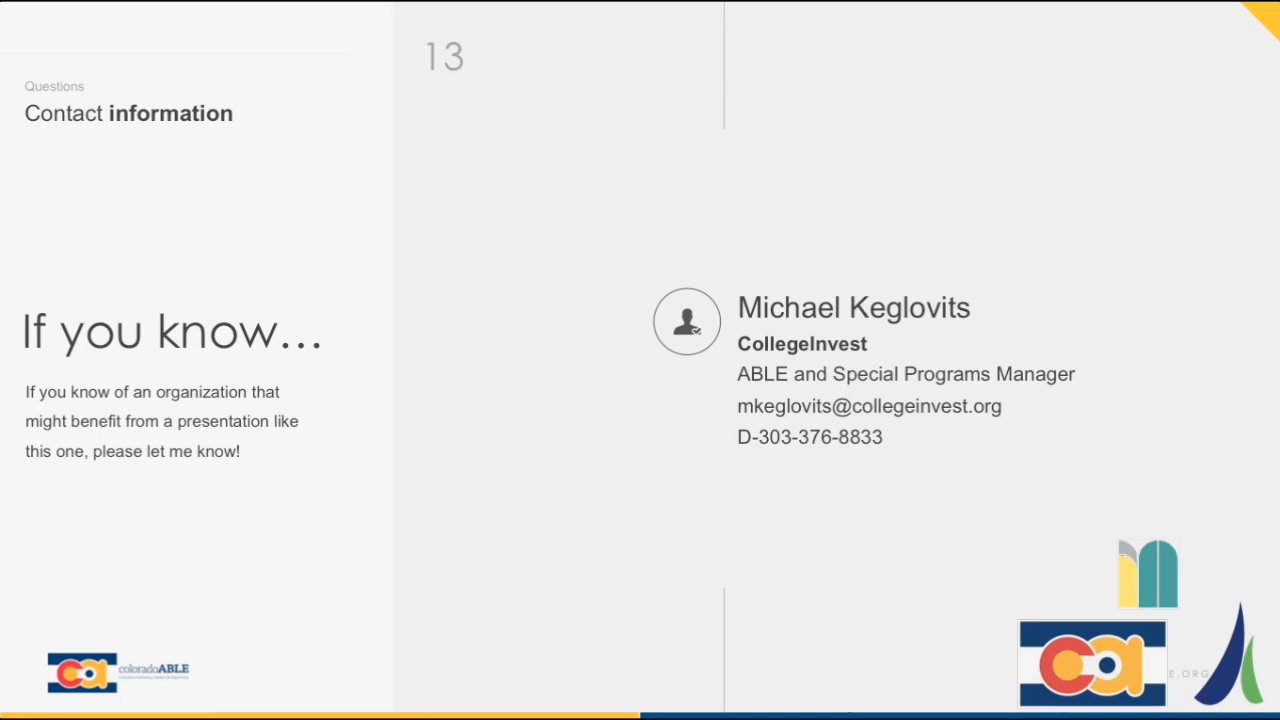 13
Questions
Contact information
If you know...
If you know of an organization that
might benefit from a presentation like
this one, please let me know!
Michael Keglovits
CollegeInvest
ABLE and Special Programs Manager
mkeglovits@collegeinvest.org
D-303-376-8833
coloradoABLE
ca
E.ORG